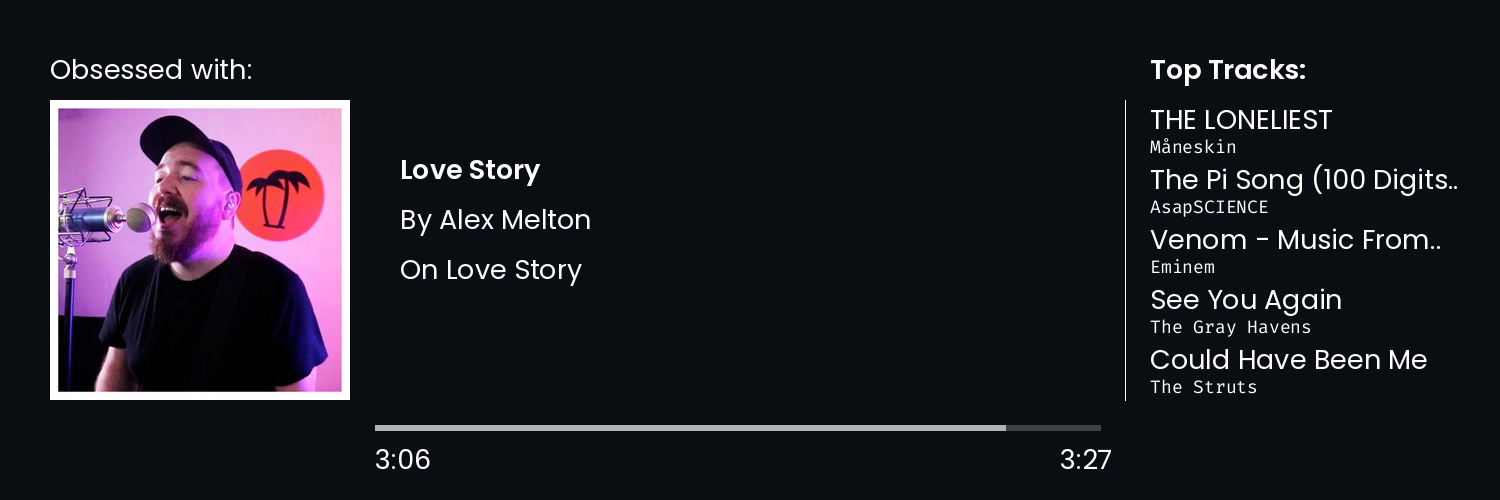 Obsessed with:
Love Story
By Alex Melton
On Love Story
3:06
3:27
Top Tracks:
THE LONELIEST
Måneskin
The Pi Song (100 Digits..
AsapSCIENCE
Venom - Music From..
Eminem
See You Again
The Gray Havens
Could Have Been Me
The Struts